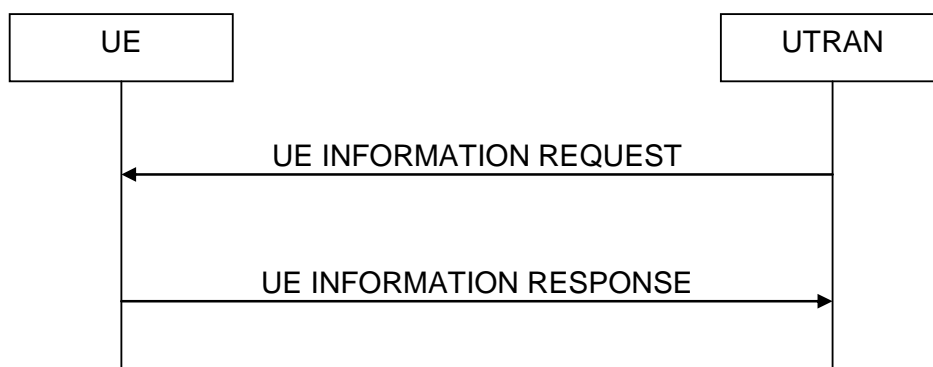 UE
UTRAN
UE INFORMATION REQUEST
UE INFORMATION RESPONSE